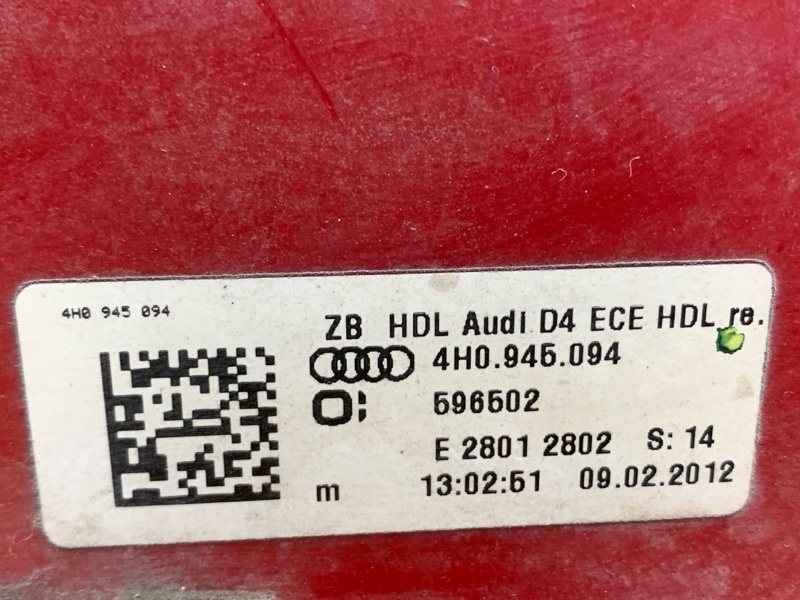 4H0 945 094
ZB HDL Audi D4 ECE HDL re.
4H0.945.094
596502
E 2801 2802 S: 14
m 13:02:51 09.02.2012